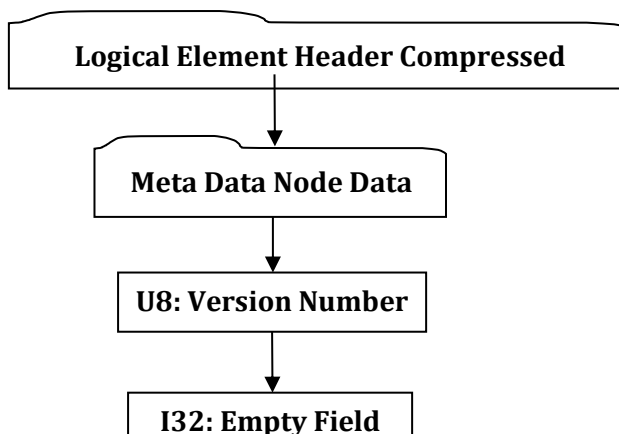 Logical Element Header Compressed
Meta Data Node Data
U8: Version Number
I32: Empty Field